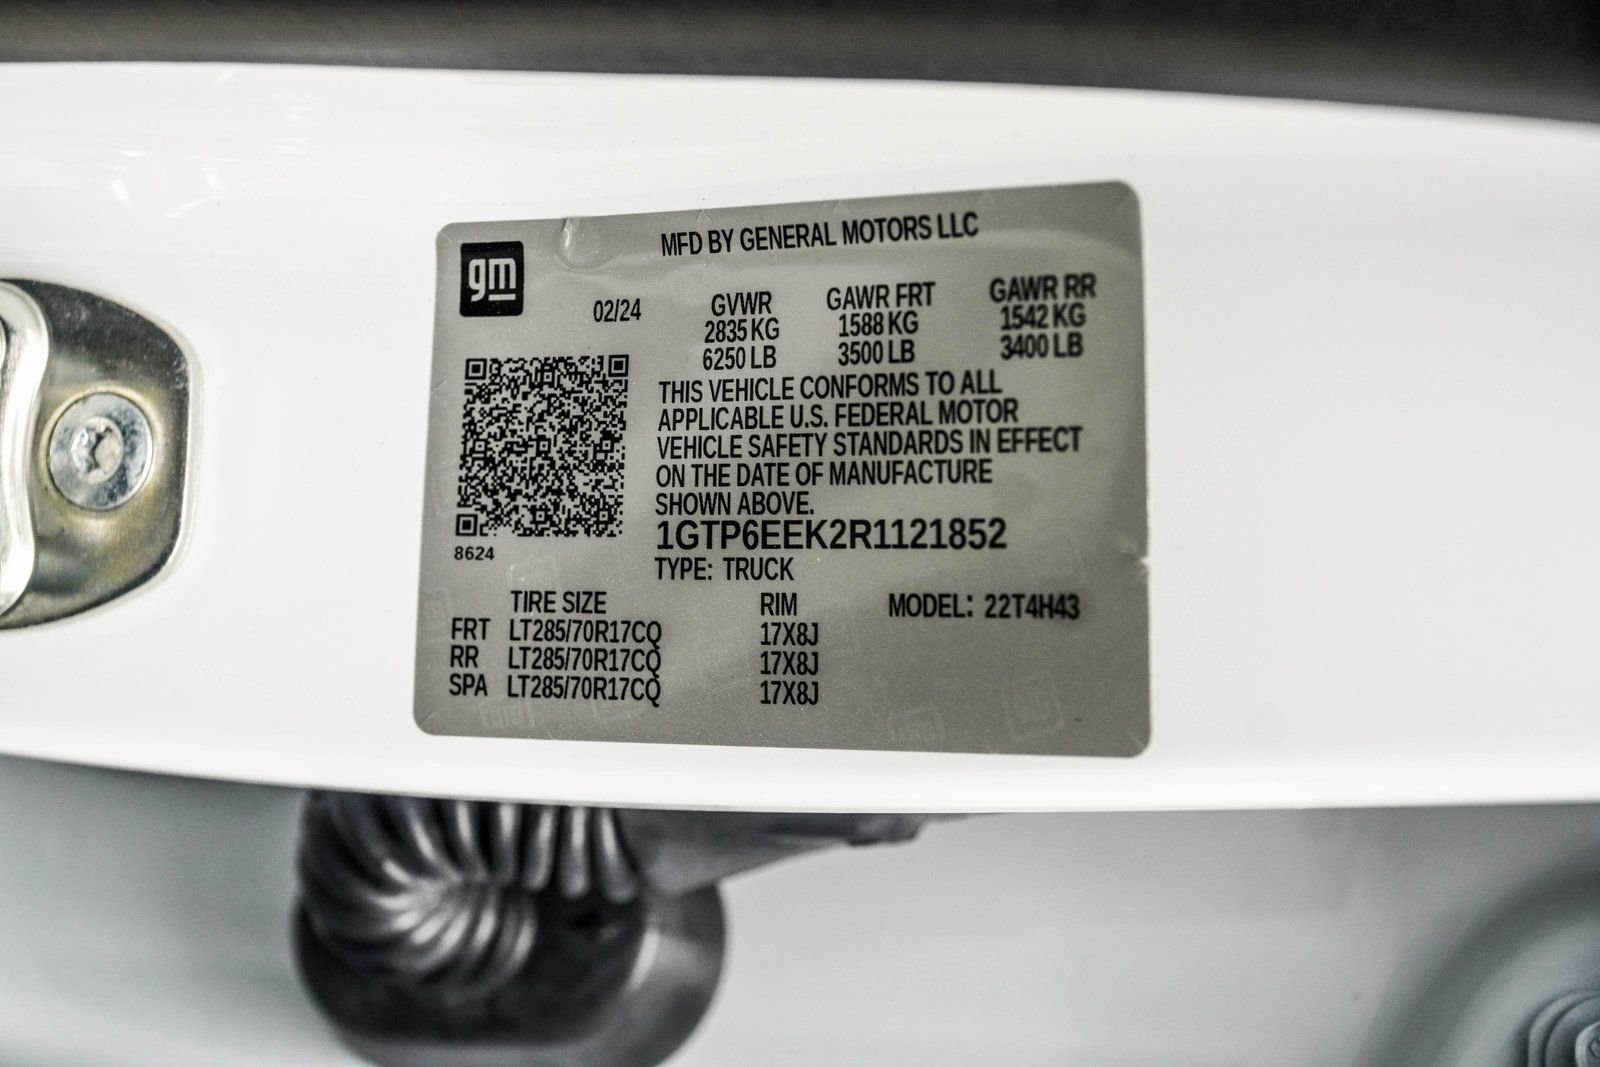 MFD BY GENERAL MOTORS LLC
gm
02/24
GVWR GAWR FRT GAWR RR
2835 KG 1588 KG 1542 KG
6250 LB 3500 LB 3400 LB
THIS VEHICLE CONFORMS TO ALL
APPLICABLE U.S. FEDERAL MOTOR
VEHICLE SAFETY STANDARDS IN EFFECT
ON THE DATE OF MANUFACTURE
SHOWN ABOVE.
1GTP6EEK2R1121852
8624
TYPE: TRUCK
TIRE SIZE RIM MODEL: 22T4H43
FRT LT285/70R17CQ 17X8J
RR LT285/70R17CQ 17X8J
SPA LT285/70R17CQ 17X8J